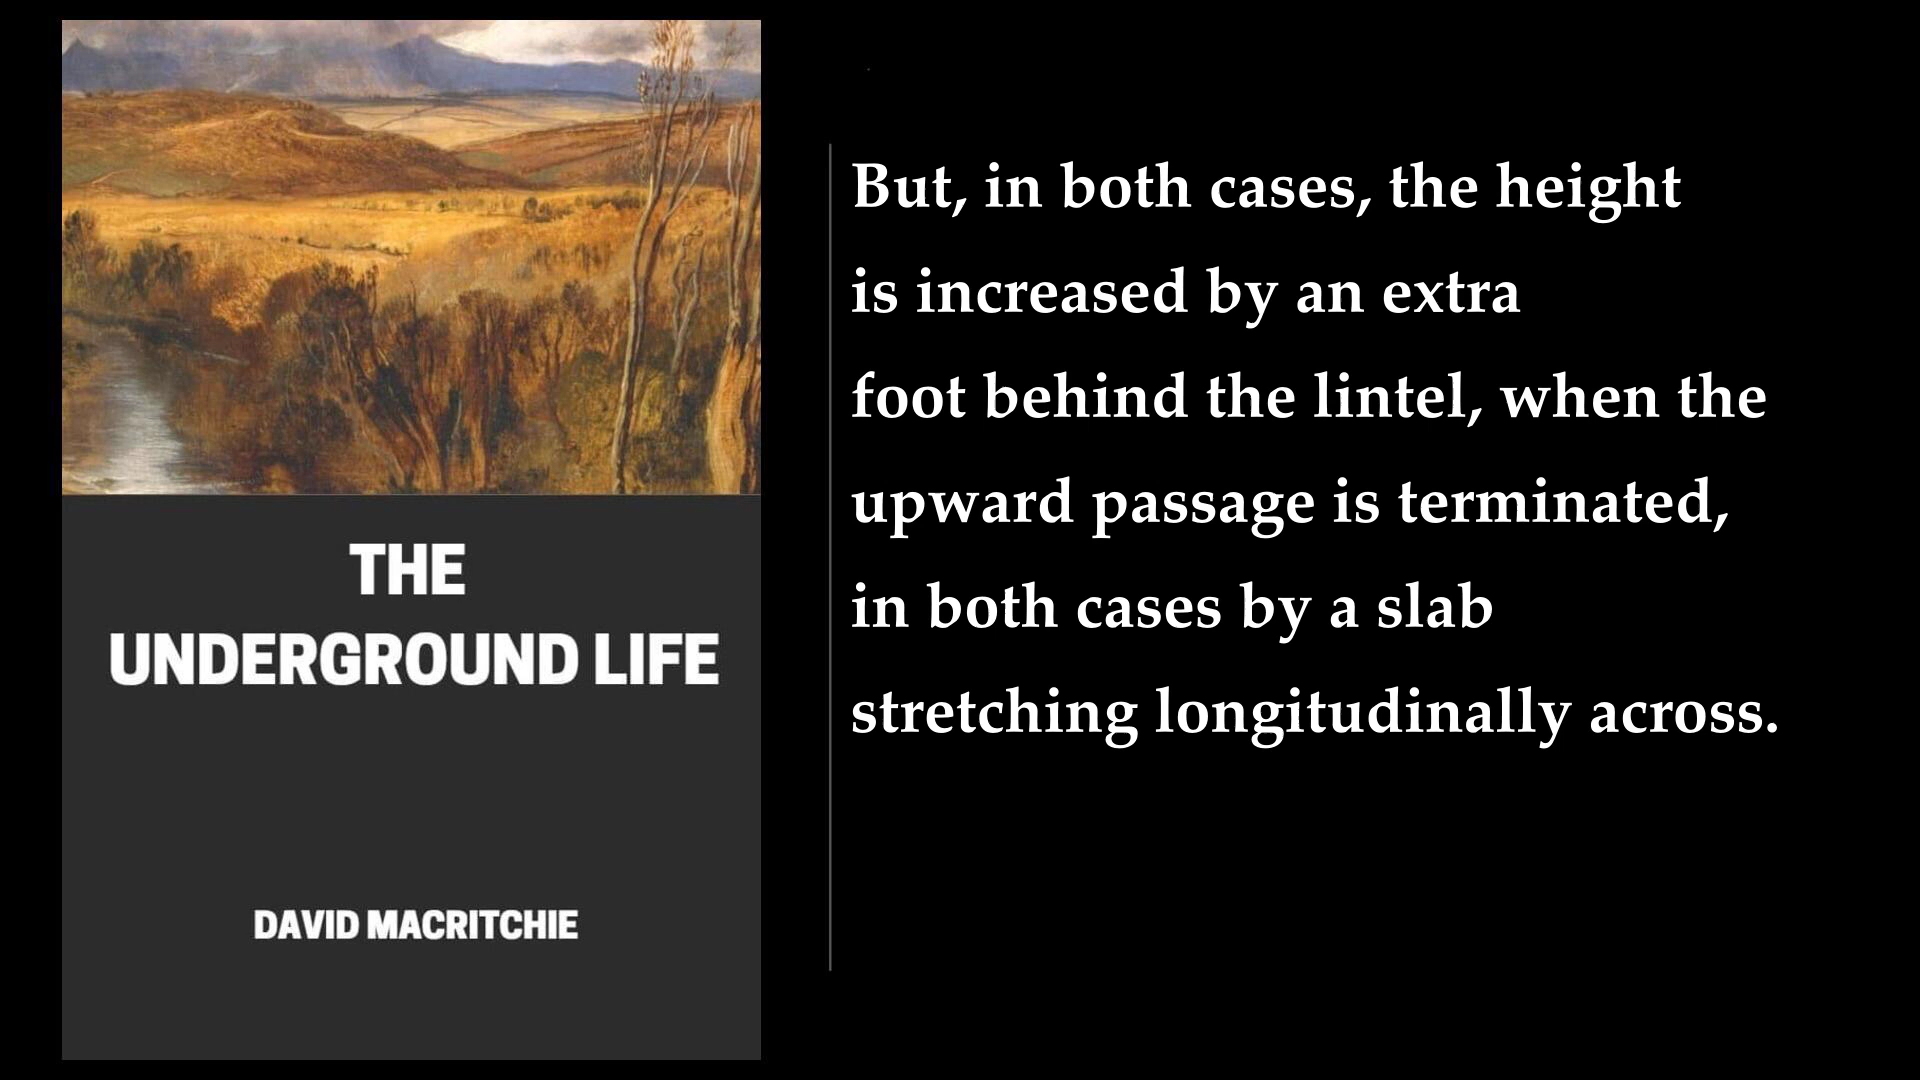 THE
UNDERGROUND LIFE
DAVID MACRITCHIE
But, in both cases, the height
is increased by an extra
foot behind the lintel, when the
upward passage is terminated,
in both cases by a slab
stretching longitudinally across.